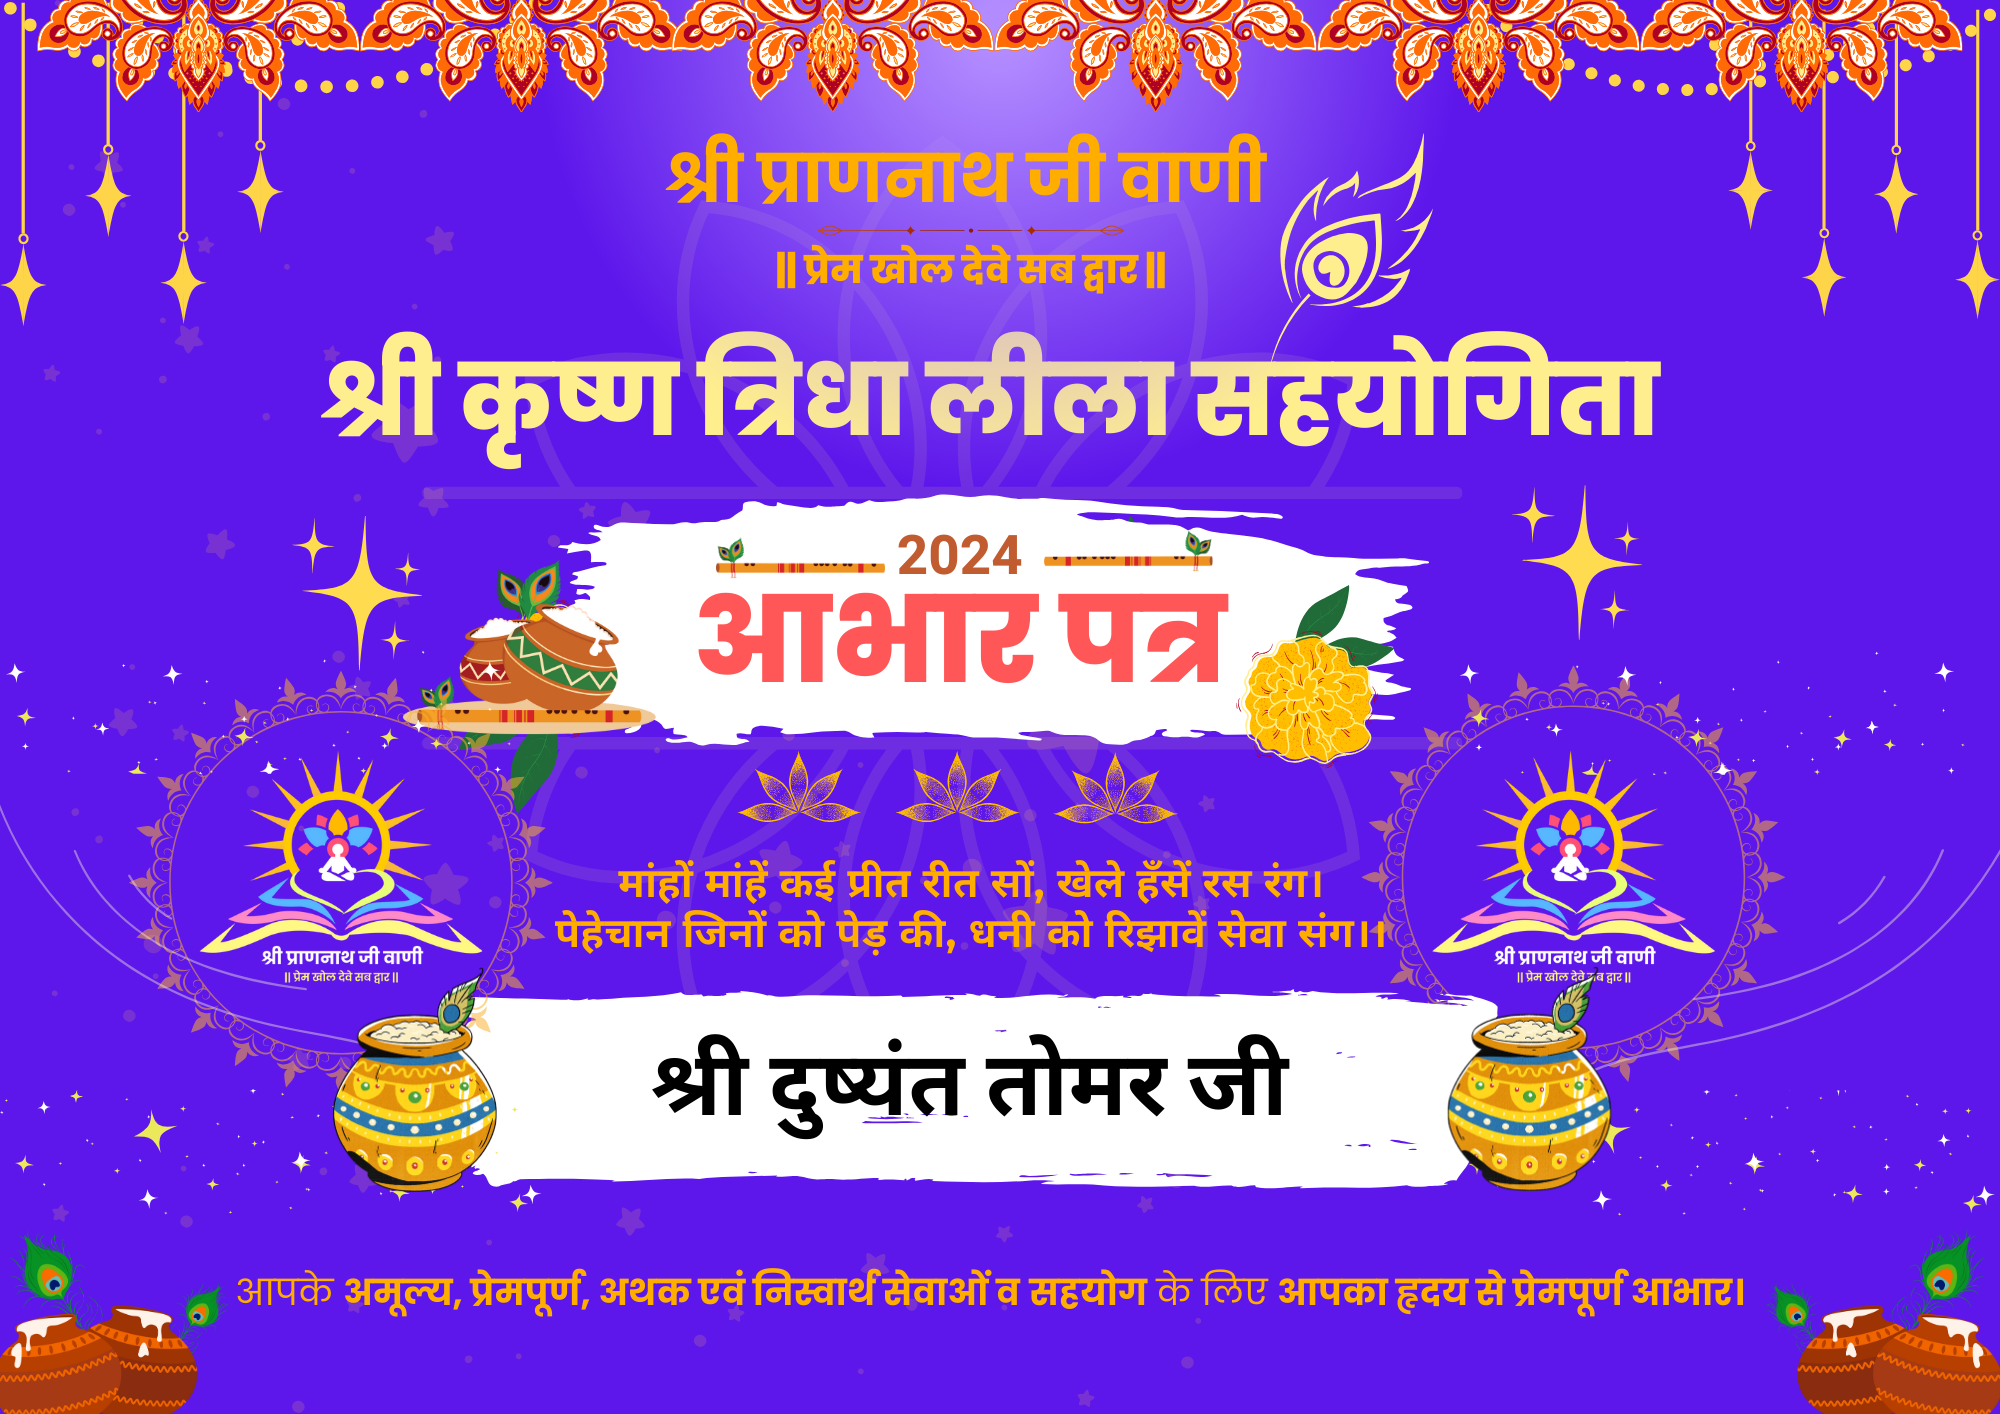 श्री प्राणनाथ जी वाणी
॥ प्रेम खोल देवे सब द्वार ॥
श्री कृष्ण त्रिधा लीला सहयोगिता
2024
आभार पत्र
मांहों मांहें कई प्रीत रीत सों, खेले हँसें रस रंग।
पेहेचान जिनों को पेड़ की, धनी को रिझावें सेवा संग।।
श्री प्राणनाथ जी वाणी
॥ प्रेम खोल देवे सब द्वार ॥
श्री प्राणनाथ जी वाणी
॥ प्रेम खोल देवे सब द्वार ॥
श्री दुष्यंत तोमर जी
आपके अमूल्य, प्रेमपूर्ण, अथक एवं निस्वार्थ सेवाओं व सहयोग के लिए आपका हृदय से प्रेमपूर्ण आभार।